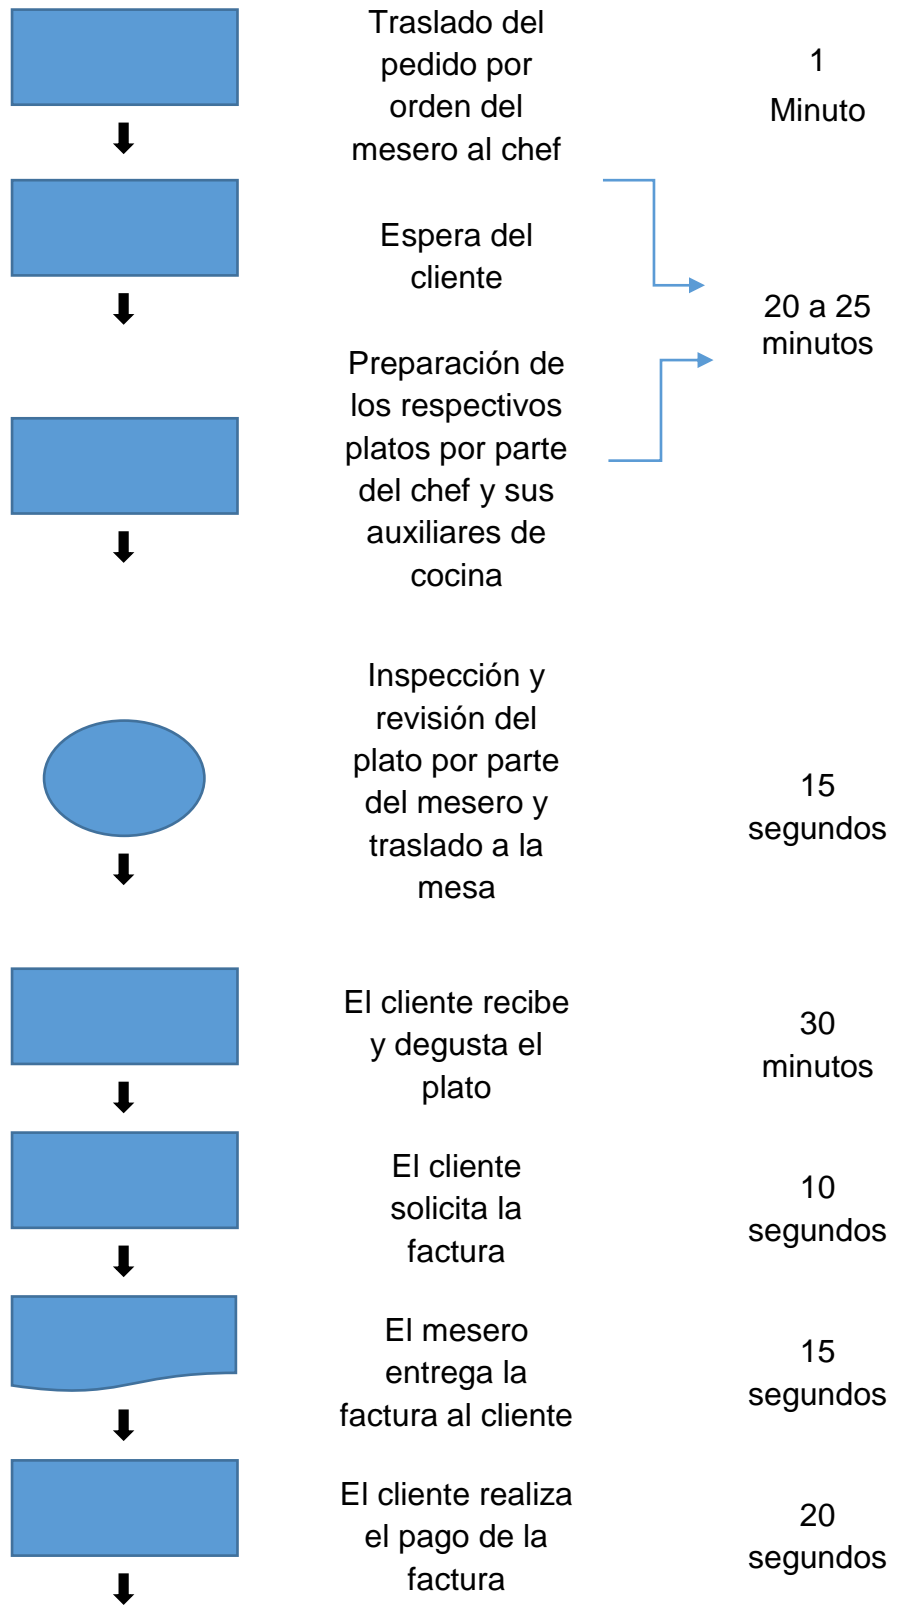 Traslado del
pedido por
orden del
mesero al chef
1
Minuto
Espera del
cliente
20 a 25
minutos
Preparación de
los respectivos
platos por parte
del chef y sus
auxiliares de
cocina
Inspección y
revisión del
plato por parte
del mesero y
traslado a la
mesa
15
segundos
El cliente recibe
y degusta el
plato
30
minutos
El cliente
solicita la
factura
10
segundos
El mesero
entrega la
factura al cliente
15
segundos
El cliente realiza
el pago de la
factura
20
segundos